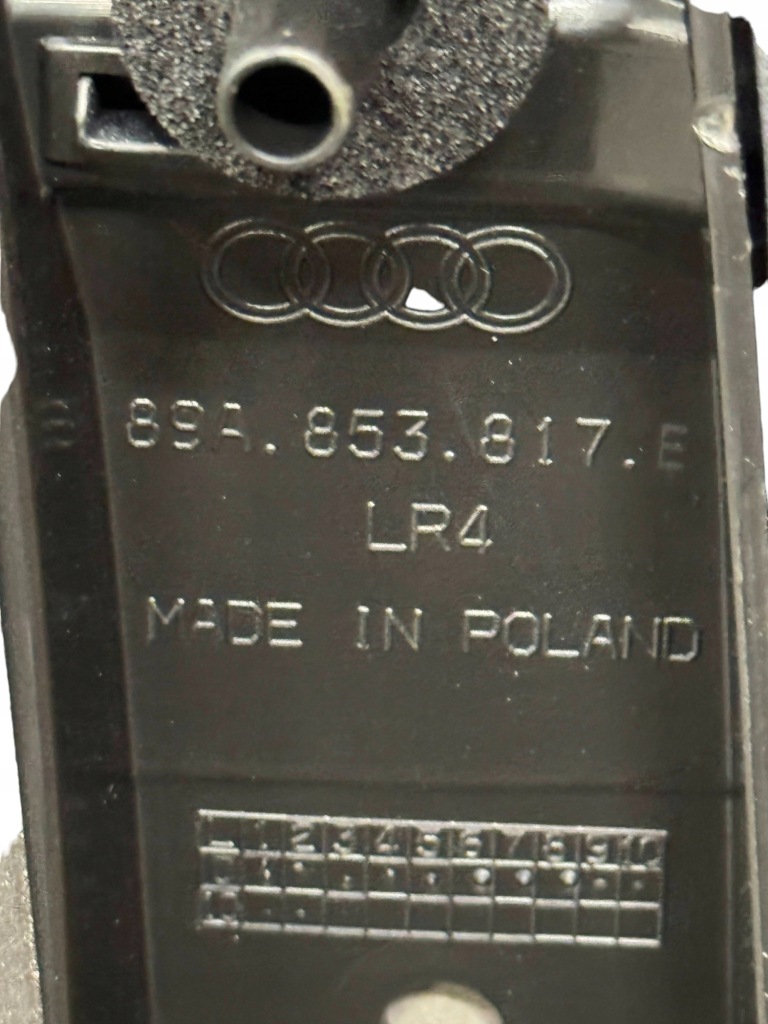 89A.853.817.E
LR4
MADE IN POLAND
1 2 3 4 5 6 7 8 9 10